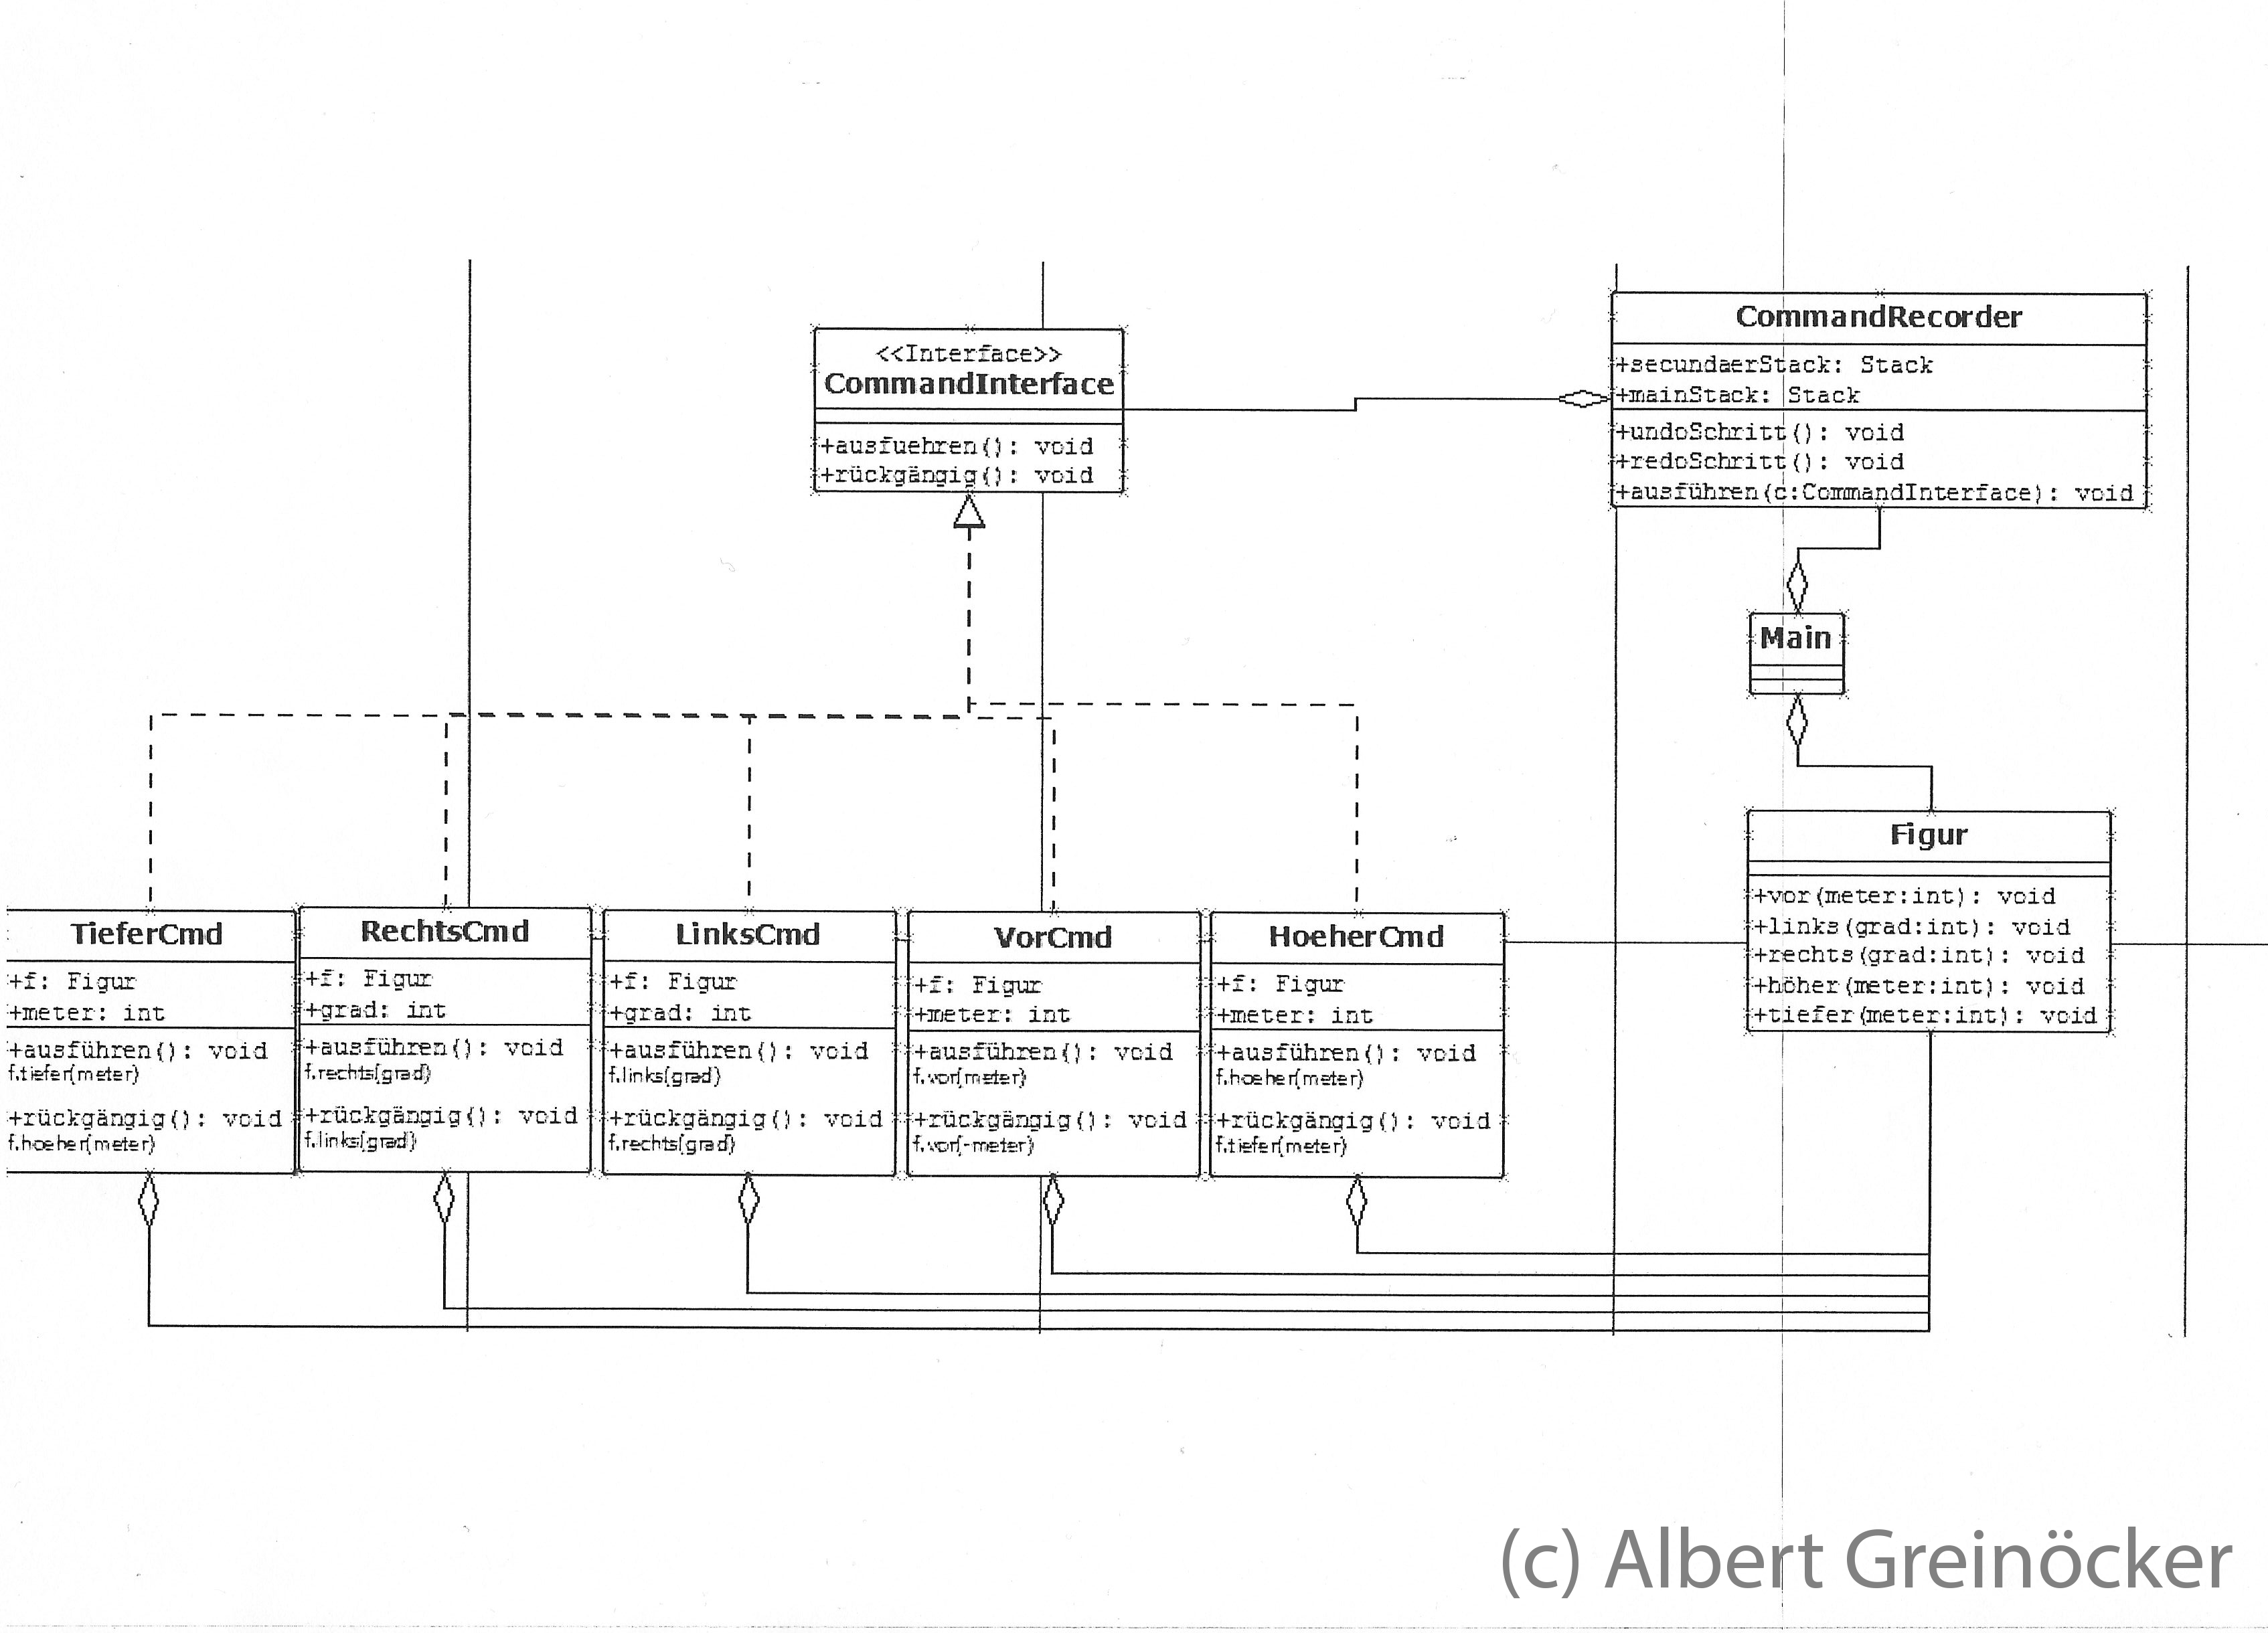 <<Interface>>
CommandInterface
+ausfuehren(): void
+rückgängig(): void
CommandRecorder
+secundaerStack: Stack
+mainStack: Stack
+undoSchritt(): void
+redoSchritt(): void
+ausführen(c:CommandInterface): void
Main
Figur
+vor(meter:int): void
+links(grad:int): void
+rechts(grad:int): void
+höher(meter:int): void
+tiefer(meter:int): void
TieferCmd
+f: Figur
+meter: int
+ausführen(): void
f.tiefer(meter)
+rückgängig(): void
f.hoeher(meter)
RechtsCmd
+f: Figur
+grad: int
+ausführen(): void
f.rechts(grad)
+rückgängig(): void
f.links(grad)
LinksCmd
+f: Figur
+grad: int
+ausführen(): void
f.links(grad)
+rückgängig(): void
f.rechts(grad)
VorCmd
+f: Figur
+meter: int
+ausführen(): void
f.vor(meter)
+rückgängig(): void
f.vor(-meter)
HoeherCmd
+f: Figur
+meter: int
+ausführen(): void
f.hoeher(meter)
+rückgängig(): void
f.tiefer(meter)
(c) Albert Greinöcker